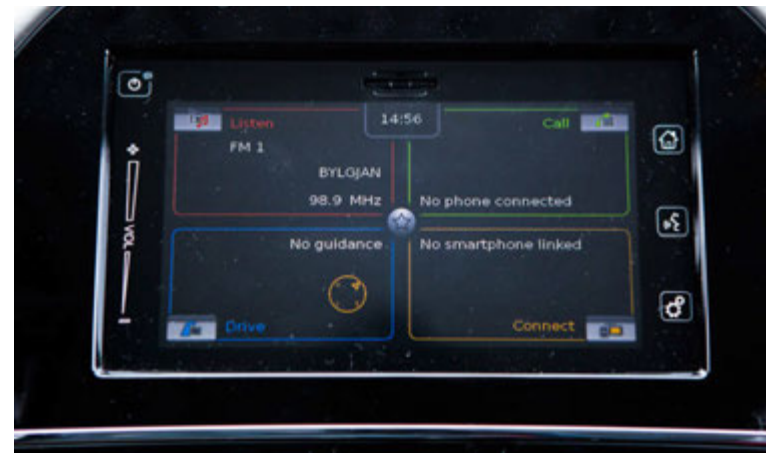 14:56
Listen
Call
FM 1
BYLGJAN
98.9 MHz
No phone connected
No guidance
No smartphone linked
Drive
Connect
VOL